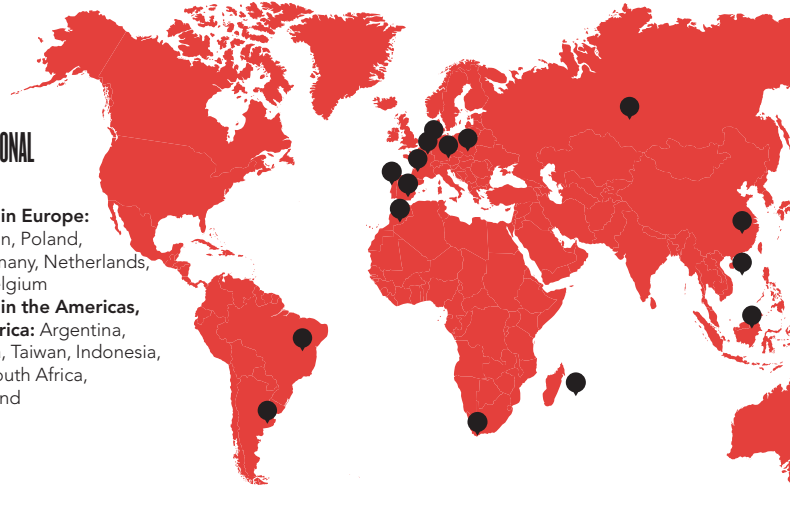 ONAL
in Europe:
n, Poland,
many, Netherlands,
lgium
in the Americas,
rica: Argentina,
, Taiwan, Indonesia,
outh Africa,
nd